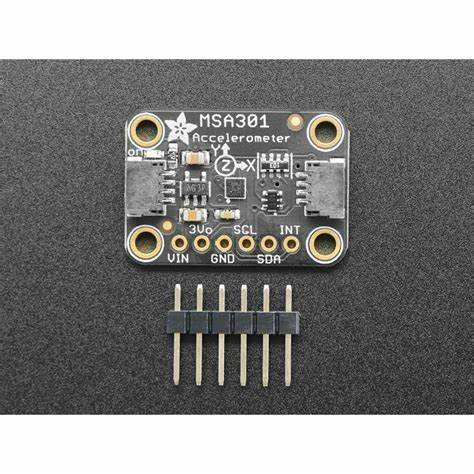 MSA301
Accelerometer
on
Y
Z X
3Vo SCL INT
VIN GND SDA